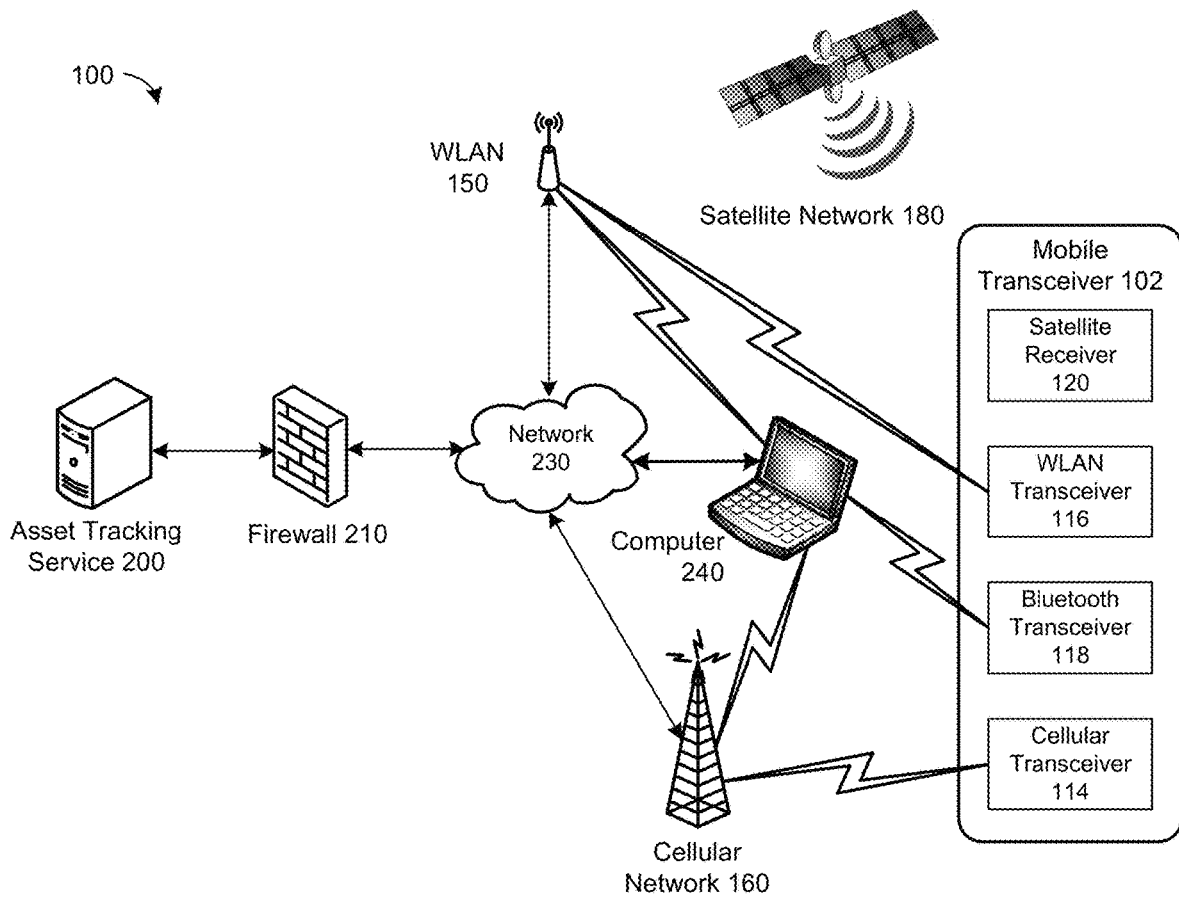 100
WLAN
150
Satellite Network 180
Mobile
Transceiver 102
Satellite
Receiver
120
WLAN
Transceiver
116
Bluetooth
Transceiver
118
Cellular
Transceiver
114
Network
230
Asset Tracking
Service 200
Firewall 210
Computer
240
Cellular
Network 160